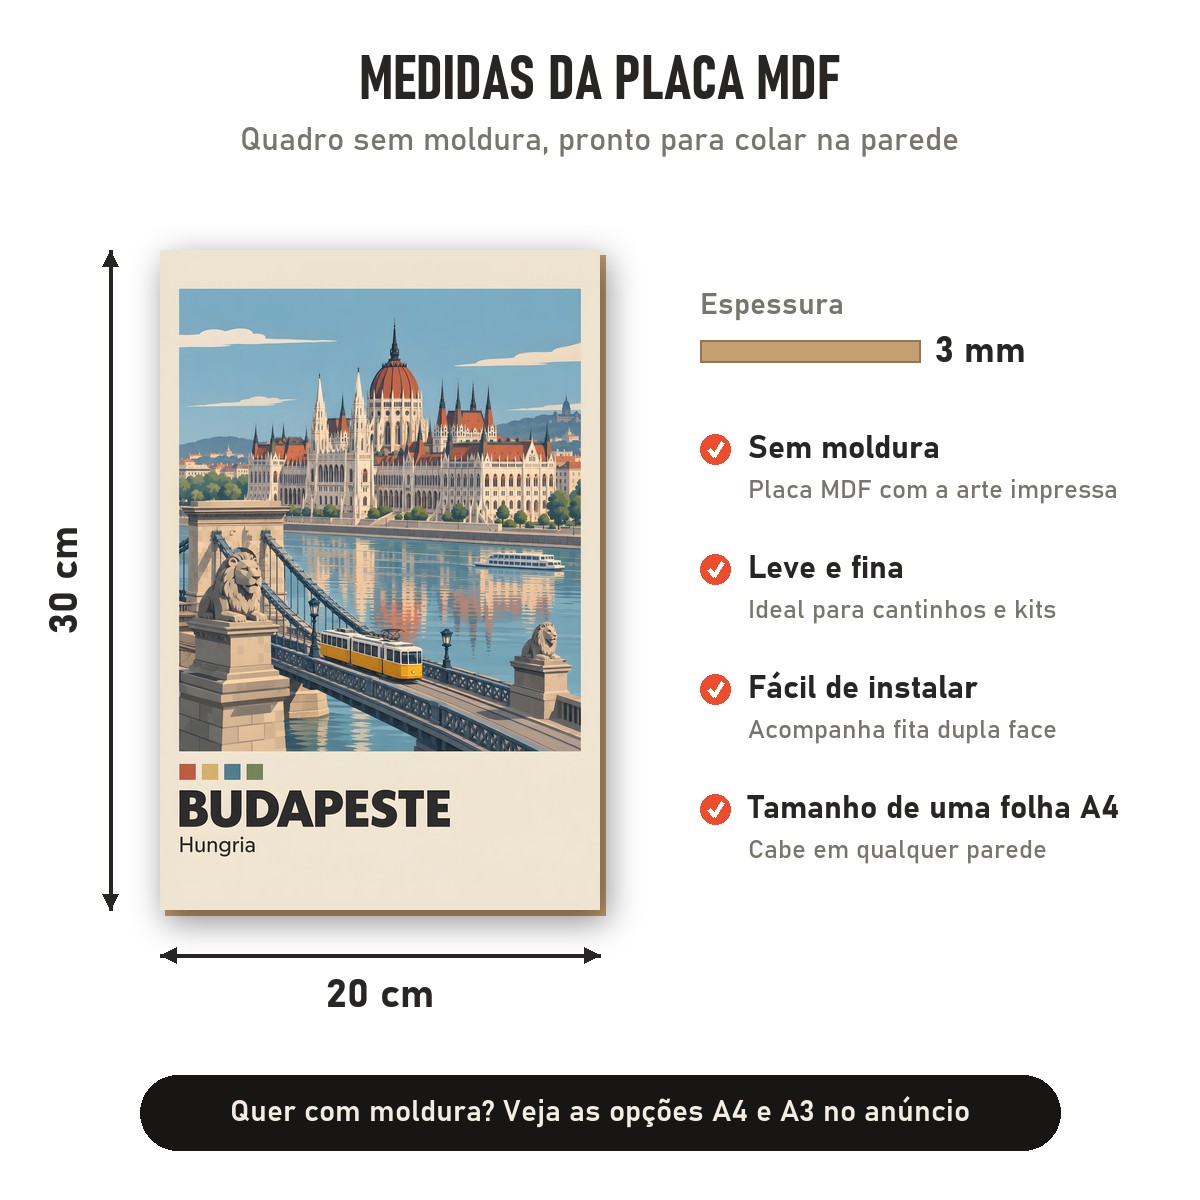 MEDIDAS DA PLACA MDF
Quadro sem moldura, pronto para colar na parede
30 cm
BUDAPESTE
Hungria
20 cm
Espessura
3 mm
Sem moldura
Placa MDF com a arte impressa
Leve e fina
Ideal para cantinhos e kits
Fácil de instalar
Acompanha fita dupla face
Tamanho de uma folha A4
Cabe em qualquer parede
Quer com moldura? Veja as opções A4 e A3 no anúncio